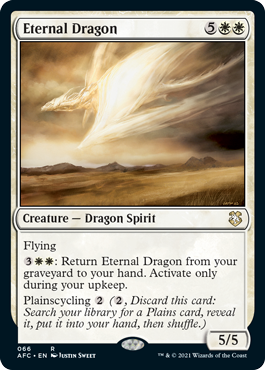 Eternal Dragon 5
Creature — Dragon Spirit
Flying
3: Return Eternal Dragon from your
graveyard to your hand. Activate only
during your upkeep.
Plainscycling 2 (2, Discard this card:
Search your library for a Plains card, reveal
it, put it into your hand, then shuffle.)
5/5
066 R
AFC • EN JUSTIN SWEET ™ & © 2021 Wizards of the Coast